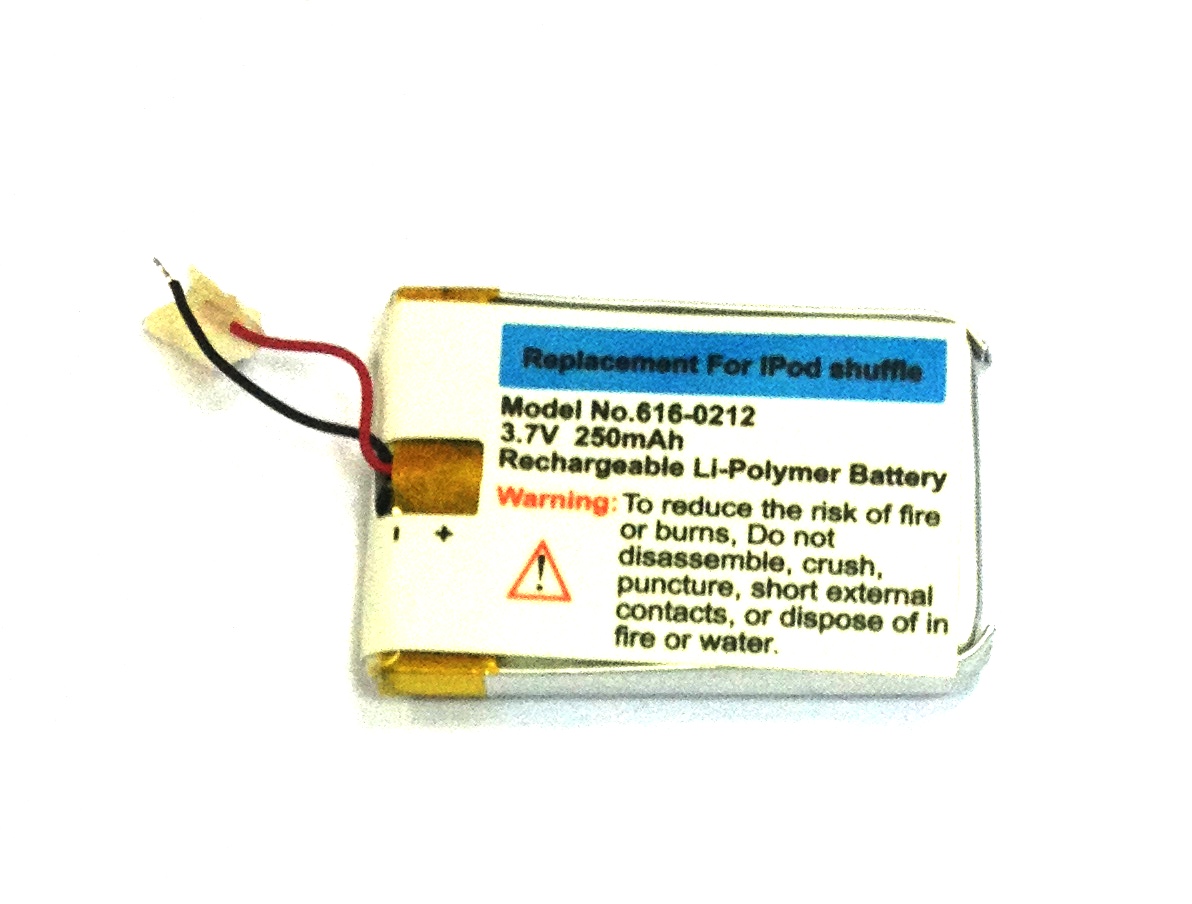 Replacement For IPod shuffle
Model No.616-0212
3.7V 250mAh
Rechargeable Li-Polymer Battery
Warning: To reduce the risk of fire
or burns, Do not
disassemble, crush,
puncture, short external
contacts, or dispose of in
fire or water.
- +
!